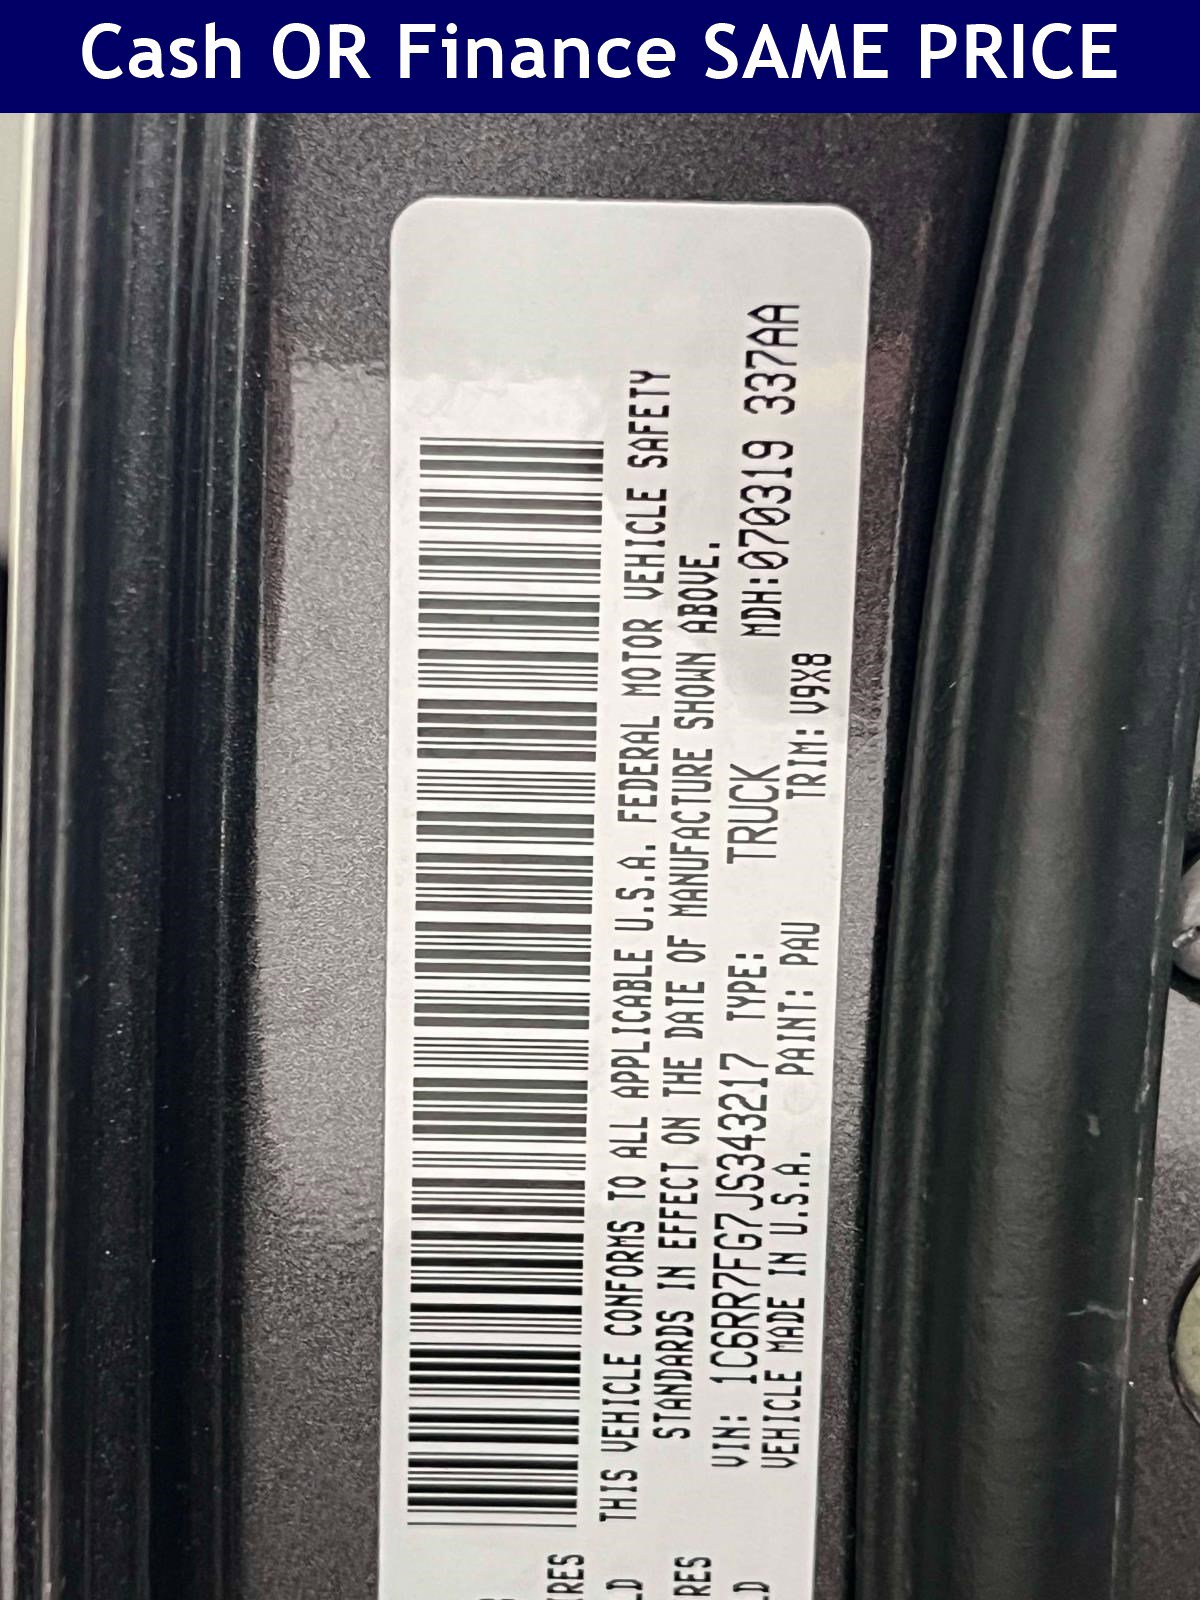 Cash OR Finance SAME PRICE
THIS VEHICLE CONFORMS TO ALL APPLICABLE U.S.A. FEDERAL MOTOR VEHICLE SAFETY
STANDARDS IN EFFECT ON THE DATE OF MANUFACTURE SHOWN ABOVE.
VIN: 1C6RR7FG7JS343217 TYPE: TRUCK MDH:070319 337AA
VEHICLE MADE IN U.S.A. PAINT: PAU TRIM: V9X8